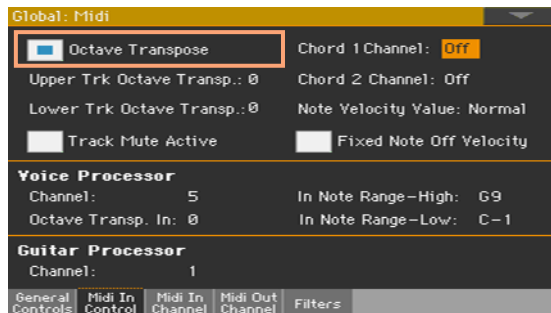 Global: Midi
Octave Transpose
Chord 1 Channel: Off
Upper Trk Octave Transp.: 0
Chord 2 Channel: Off
Lower Trk Octave Transp.: 0
Note Velocity Value: Normal
Track Mute Active
Fixed Note Off Velocity
Voice Processor
Channel: 5
In Note Range-High: G9
Octave Transp. In: 0
In Note Range-Low: C-1
Guitar Processor
Channel: 1
General Controls
Midi In Control
Midi In Channel
Midi Out Channel
Filters